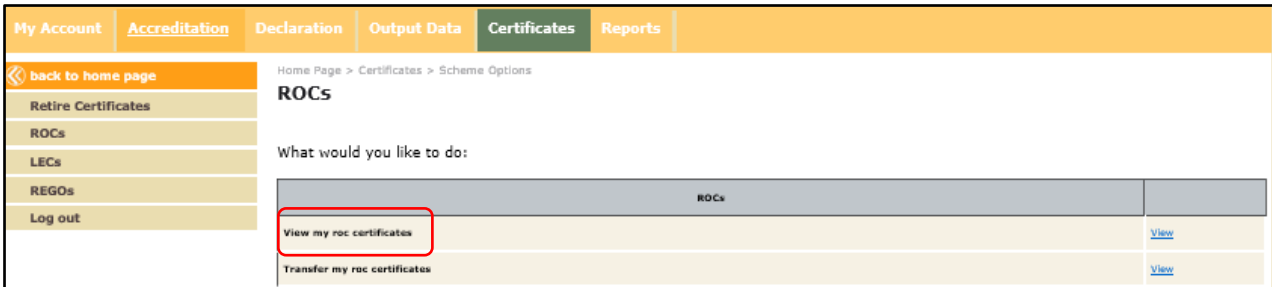 My Account Accreditation Declaration Output Data Certificates Reports
back to home page
Retire Certificates
ROCs
LECs
REGOs
Log out
Home Page > Certificates > Scheme Options
ROCs
What would you like to do:
ROCs
View my roc certificates View
Transfer my roc certificates View